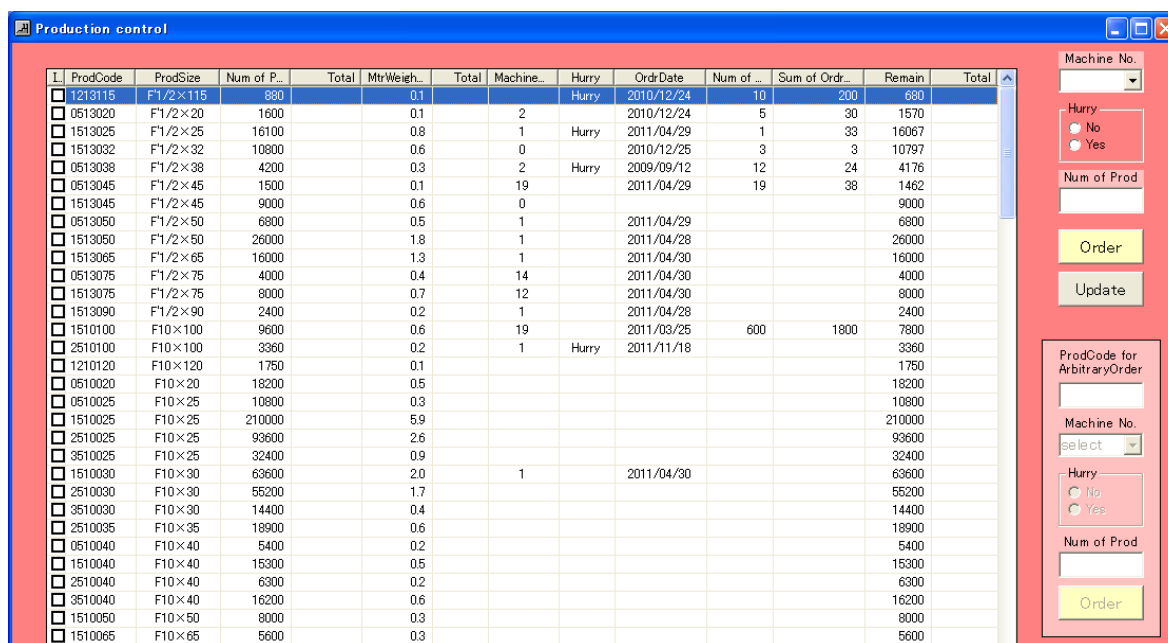 Production control
I.. ProdCode ProdSize Num of P... Total MtrWeigh... Total Machine... Hurry OrdrDate Num of ... Sum of Ordr... Remain Total
1213115 F'1/2×115 880 0.1 Hurry 2010/12/24 10 200 680
0513020 F'1/2×20 1600 0.1 2 2010/12/24 5 30 1570
1513025 F'1/2×25 16100 0.8 1 Hurry 2011/04/29 1 33 16067
1513032 F'1/2×32 10800 0.6 0 2010/12/25 3 3 10797
0513038 F'1/2×38 4200 0.3 2 Hurry 2009/09/12 12 24 4176
0513045 F'1/2×45 1500 0.1 19 2011/04/29 19 38 1462
1513045 F'1/2×45 9000 0.6 0 9000
0513050 F'1/2×50 6800 0.5 1 2011/04/29 6800
1513050 F'1/2×50 26000 1.8 1 2011/04/28 26000
1513065 F'1/2×65 16000 1.3 1 2011/04/30 16000
0513075 F'1/2×75 4000 0.4 14 2011/04/30 4000
1513075 F'1/2×75 8000 0.7 12 2011/04/30 8000
1513090 F'1/2×90 2400 0.2 1 2011/04/28 2400
1510100 F10×100 9600 0.6 19 2011/03/25 600 1800 7800
2510100 F10×100 3360 0.2 1 Hurry 2011/11/18 3360
1210120 F10×120 1750 0.1 1750
0510020 F10×20 18200 0.5 18200
0510025 F10×25 10800 0.3 10800
1510025 F10×25 210000 5.9 210000
2510025 F10×25 93600 2.6 93600
3510025 F10×25 32400 0.9 32400
1510030 F10×30 63600 2.0 1 2011/04/30 63600
2510030 F10×30 55200 1.7 55200
3510030 F10×30 14400 0.4 14400
2510035 F10×35 18900 0.6 18900
0510040 F10×40 5400 0.2 5400
1510040 F10×40 15300 0.5 15300
2510040 F10×40 6300 0.2 6300
3510040 F10×40 16200 0.6 16200
1510050 F10×50 8000 0.3 8000
1510065 F10×65 5600 0.3 5600
Machine No.
Hurry
No
Yes
Num of Prod
Order
Update
ProdCode for
ArbitraryOrder
Machine No.
select
Hurry
No
Yes
Num of Prod
Order